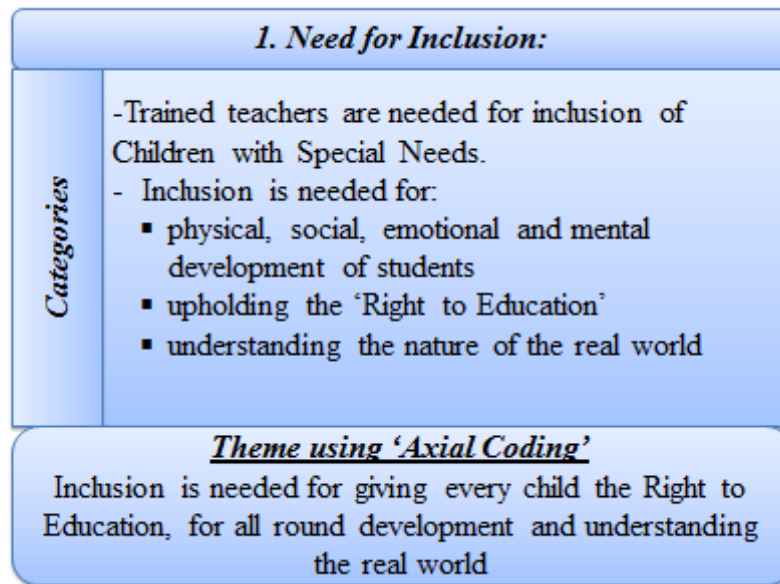 1. Need for Inclusion:
Categories
-Trained teachers are needed for inclusion of
Children with Special Needs.
- Inclusion is needed for:
▪ physical, social, emotional and mental
development of students
▪ upholding the ‘Right to Education’
▪ understanding the nature of the real world
Theme using ‘Axial Coding’
Inclusion is needed for giving every child the Right to
Education, for all round development and understanding
the real world